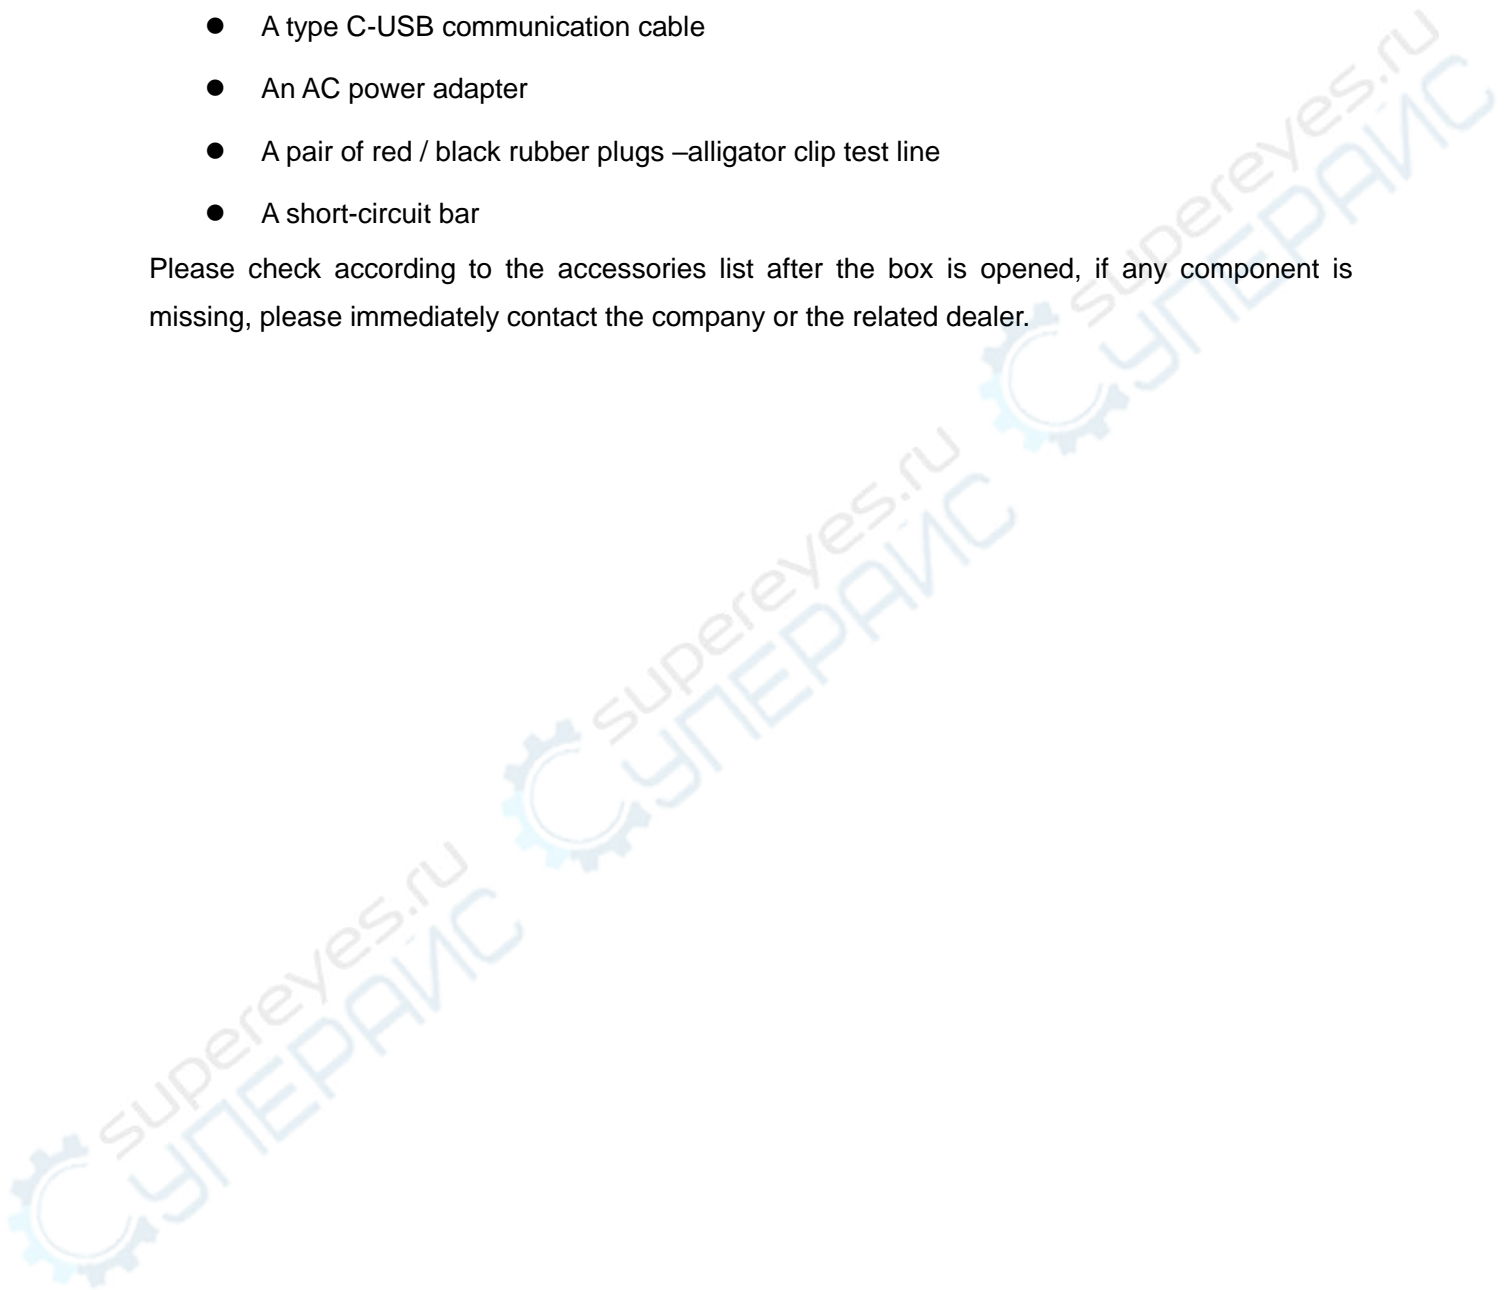 ● A type C-USB communication cable
● An AC power adapter
● A pair of red / black rubber plugs –alligator clip test line
● A short-circuit bar
Please check according to the accessories list after the box is opened, if any component is
missing, please immediately contact the company or the related dealer.
supereyes.ru
СУПЕРАЙС
supereyes.ru
СУПЕРАЙС
supereyes.ru
СУПЕРАЙС